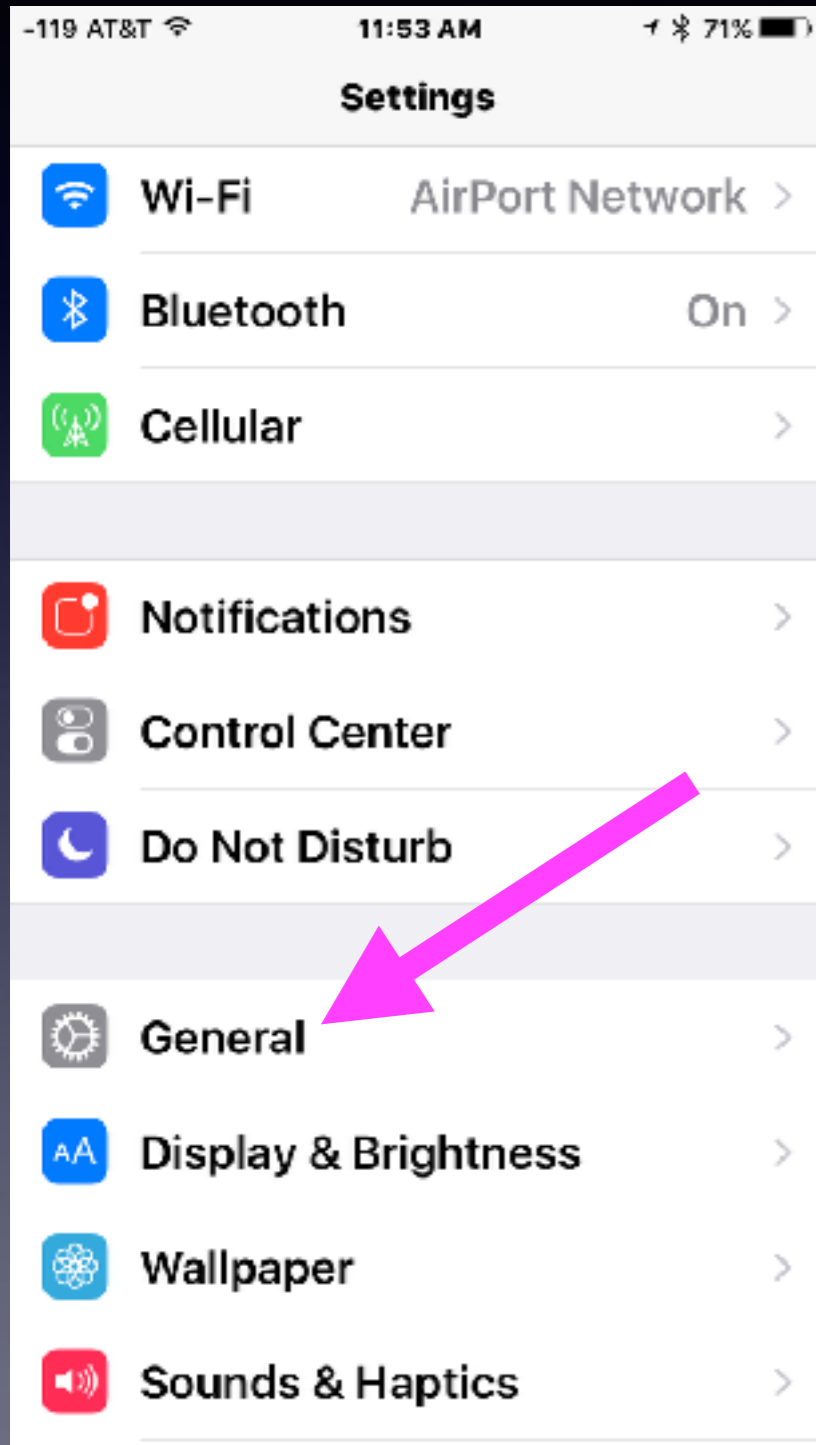 -119 AT&T 11:53 AM 71%
Settings
Wi-Fi AirPort Network
Bluetooth On
Cellular
Notifications
Control Center
Do Not Disturb
General
AA Display & Brightness
Wallpaper
Sounds & Haptics